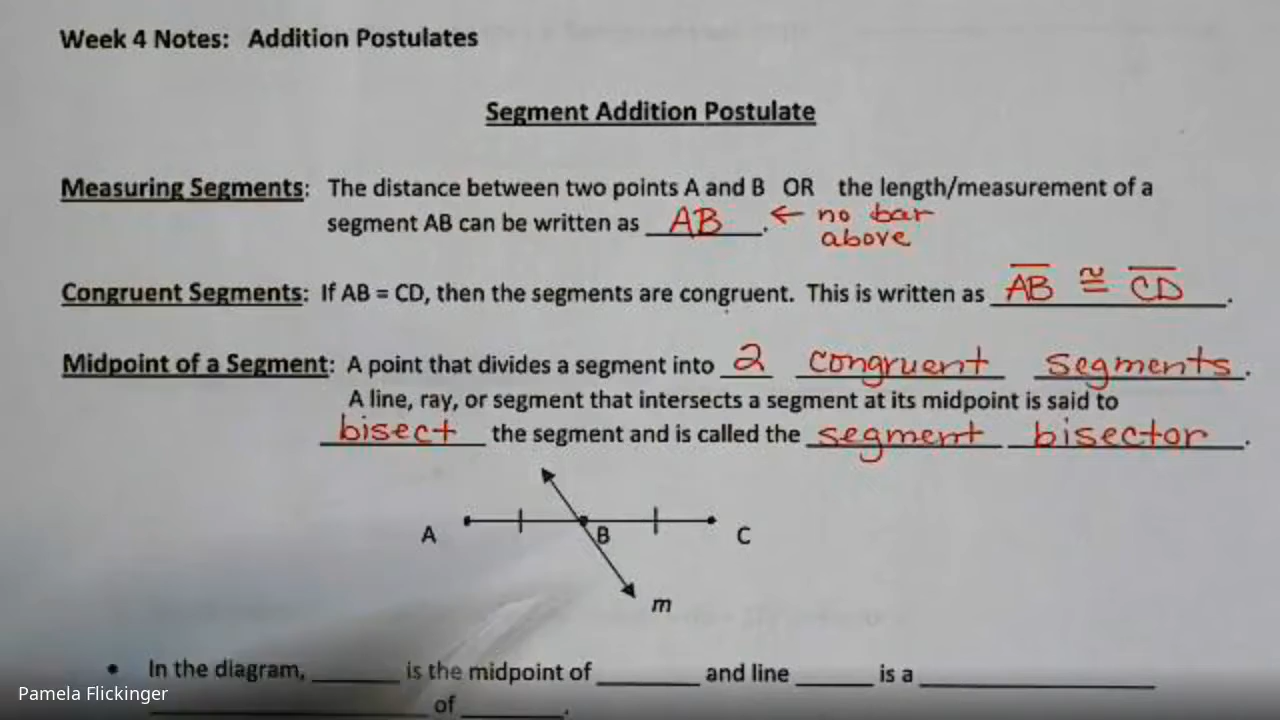 Week 4 Notes: Addition Postulates
Segment Addition Postulate
Measuring Segments: The distance between two points A and B OR the length/measurement of a
segment AB can be written as AB. ← no bar
above
Congruent Segments: If AB = CD, then the segments are congruent. This is written as A̅B̅ ≅ C̅D̅.
Midpoint of a Segment: A point that divides a segment into 2 congruent segments.
A line, ray, or segment that intersects a segment at its midpoint is said to
bisect the segment and is called the segment bisector.
A B C
m
• In the diagram, ______ is the midpoint of ______ and line ______ is a ______
______ of ______.
Pamela Flickinger